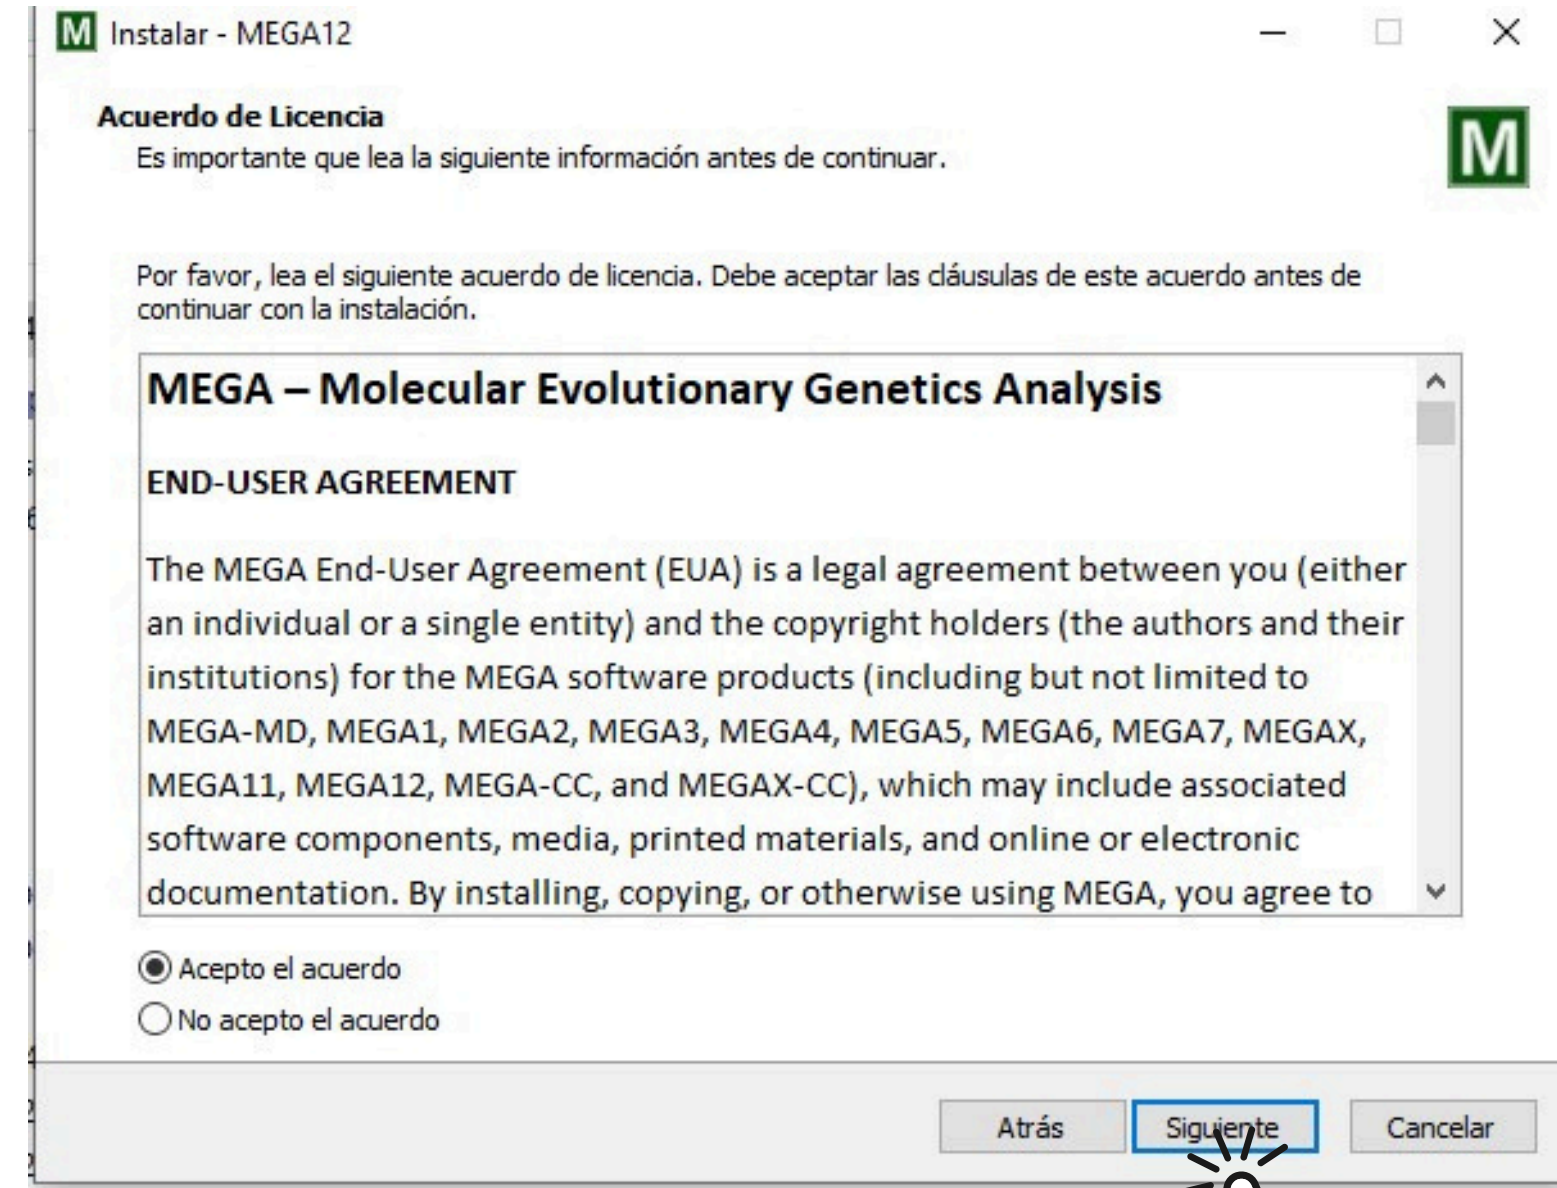 M Instalar - MEGA12
Acuerdo de Licencia
Es importante que lea la siguiente información antes de continuar.
M
Por favor, lea el siguiente acuerdo de licencia. Debe aceptar las cláusulas de este acuerdo antes de
continuar con la instalación.
MEGA – Molecular Evolutionary Genetics Analysis
END-USER AGREEMENT
The MEGA End-User Agreement (EUA) is a legal agreement between you (either
an individual or a single entity) and the copyright holders (the authors and their
institutions) for the MEGA software products (including but not limited to
MEGA-MD, MEGA1, MEGA2, MEGA3, MEGA4, MEGA5, MEGA6, MEGA7, MEGAX,
MEGA11, MEGA12, MEGA-CC, and MEGAX-CC), which may include associated
software components, media, printed materials, and online or electronic
documentation. By installing, copying, or otherwise using MEGA, you agree to
Acepto el acuerdo
No acepto el acuerdo
Atrás Siguiente Cancelar